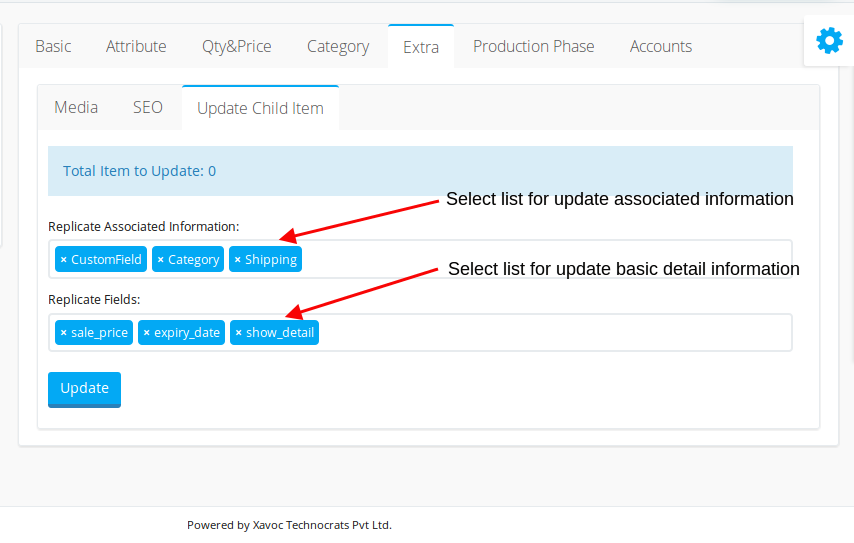 Basic Attribute Qty&Price Category Extra Production Phase Accounts
Media SEO Update Child Item
Total Item to Update: 0
Select list for update associated information
Replicate Associated Information:
× CustomField × Category × Shipping
Select list for update basic detail information
Replicate Fields:
× sale_price × expiry_date × show_detail
Update
Powered by Xavoc Technocrats Pvt Ltd.